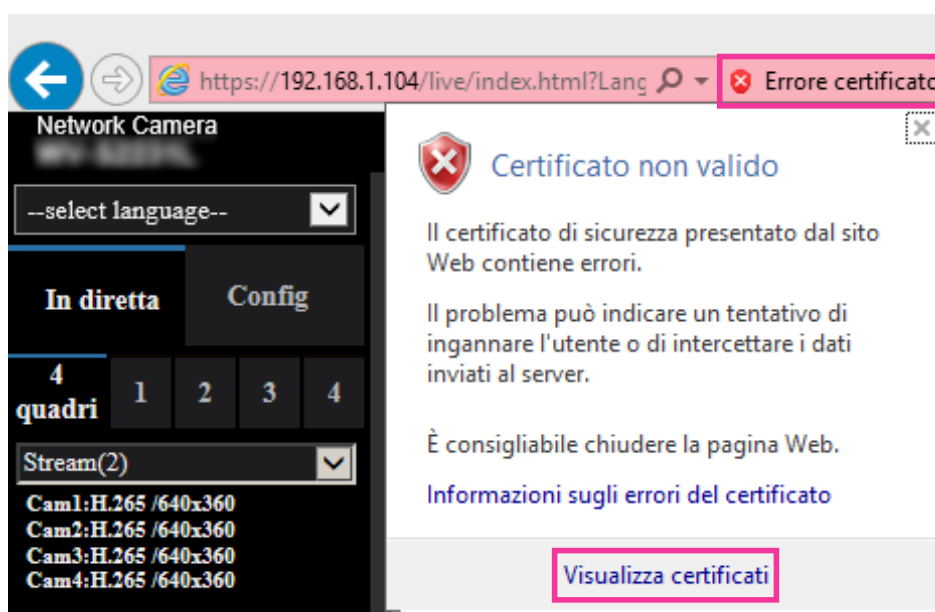 https://192.168.1.104/live/index.html?Lang
Errore certificato
Network Camera
--select language--
In diretta
Config
4 quadri
1
2
3
4
Stream(2)
Cam1:H.265 /640x360
Cam2:H.265 /640x360
Cam3:H.265 /640x360
Cam4:H.265 /640x360
Certificato non valido
Il certificato di sicurezza presentato dal sito
Web contiene errori.
Il problema può indicare un tentativo di
ingannare l'utente o di intercettare i dati
inviati al server.
È consigliabile chiudere la pagina Web.
Informazioni sugli errori del certificato
Visualizza certificati